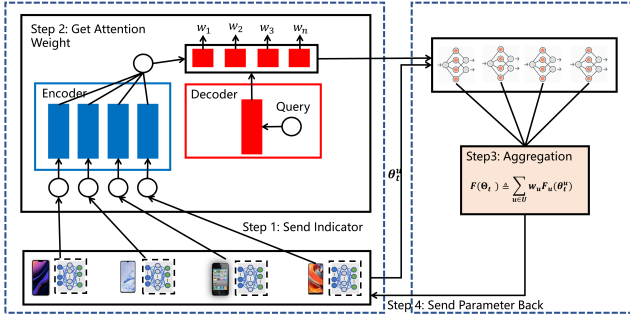 Step 2: Get Attention
Weight
w₁ w₂ w₃ wₙ
Encoder
Decoder
Query
θₜᵘ
Step3: Aggregation
F(Θₜ) ≜ ∑ wᵤFᵤ(θₜᵘ)
u∈U
Step 1: Send Indicator
Step 4: Send Parameter Back